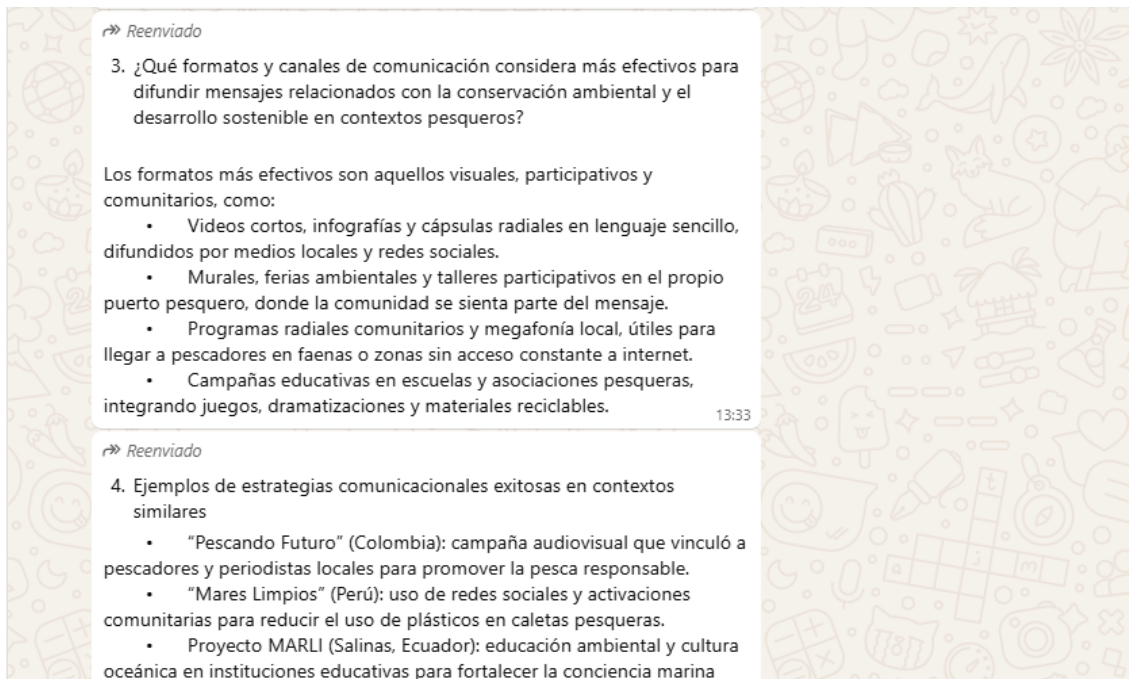 Reenviado
3. ¿Qué formatos y canales de comunicación considera más efectivos para
difundir mensajes relacionados con la conservación ambiental y el
desarrollo sostenible en contextos pesqueros?
Los formatos más efectivos son aquellos visuales, participativos y
comunitarios, como:
• Videos cortos, infografías y cápsulas radiales en lenguaje sencillo,
difundidos por medios locales y redes sociales.
• Murales, ferias ambientales y talleres participativos en el propio
puerto pesquero, donde la comunidad se sienta parte del mensaje.
• Programas radiales comunitarios y megafonía local, útiles para
llegar a pescadores en faenas o zonas sin acceso constante a internet.
• Campañas educativas en escuelas y asociaciones pesqueras,
integrando juegos, dramatizaciones y materiales reciclables.
13:33
Reenviado
4. Ejemplos de estrategias comunicacionales exitosas en contextos
similares
• “Pescando Futuro” (Colombia): campaña audiovisual que vinculó a
pescadores y periodistas locales para promover la pesca responsable.
• “Mares Limpios” (Perú): uso de redes sociales y activaciones
comunitarias para reducir el uso de plásticos en caletas pesqueras.
• Proyecto MARLI (Salinas, Ecuador): educación ambiental y cultura
oceánica en instituciones educativas para fortalecer la conciencia marina